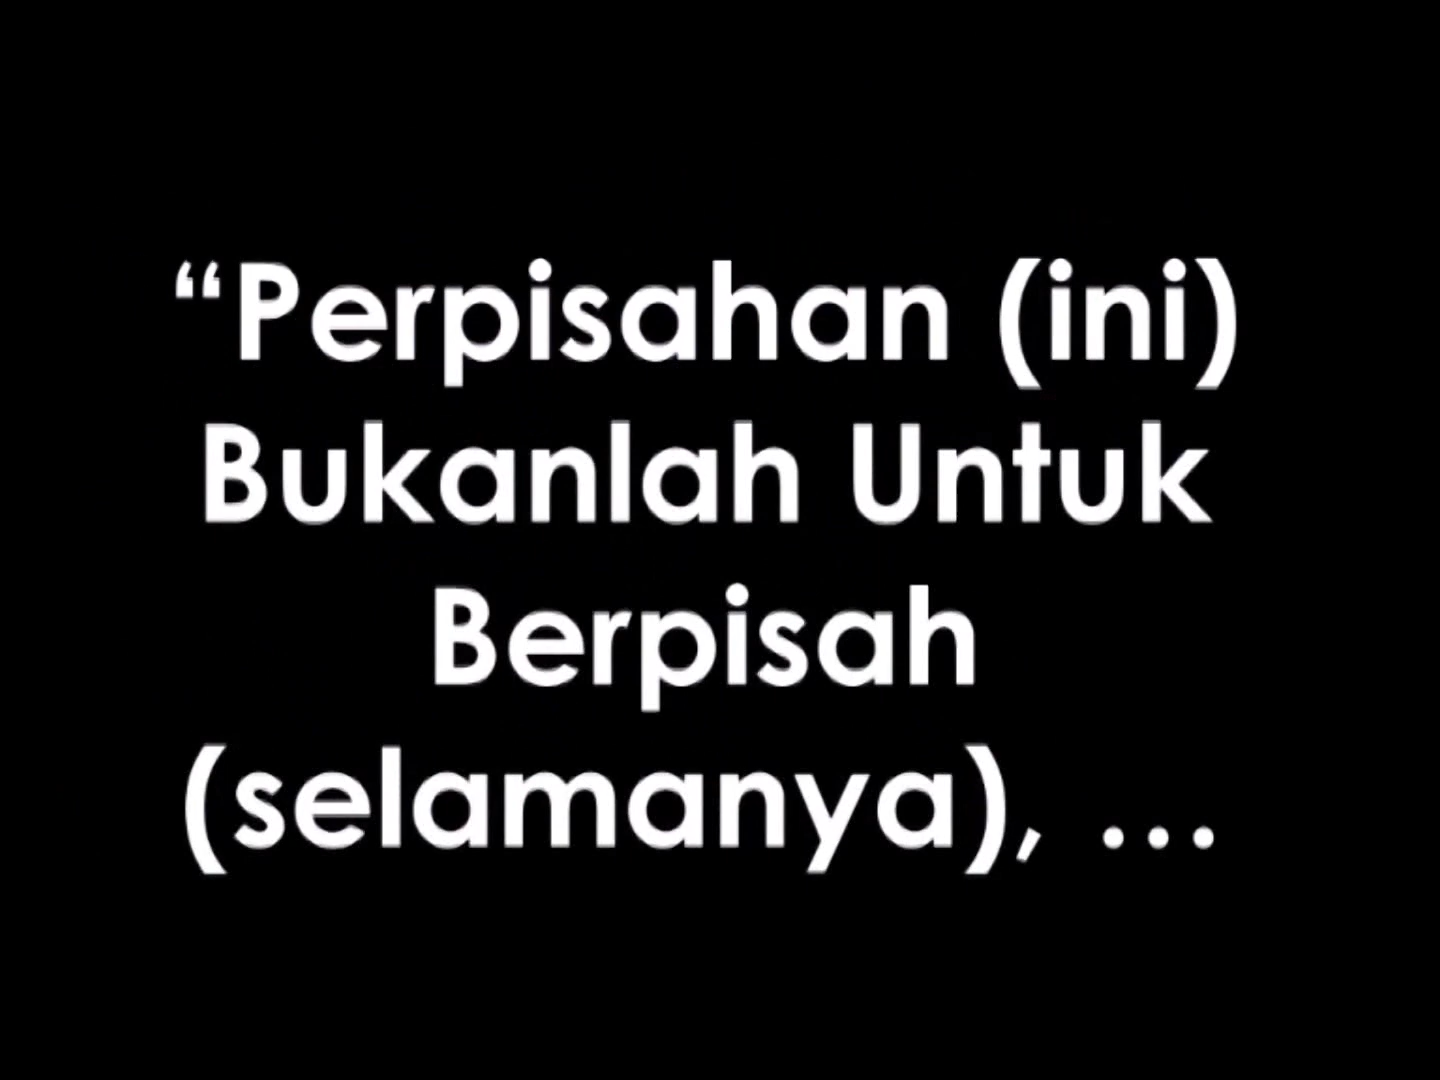 “Perpisahan (ini)
Bukanlah Untuk
Berpisah
(selamanya), ...